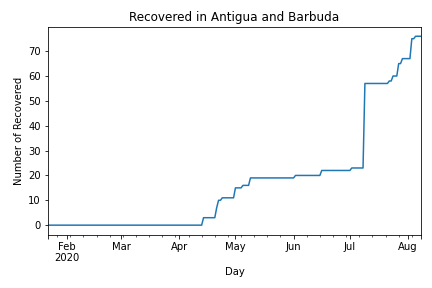 Recovered in Antigua and Barbuda
Number of Recovered
70
60
50
40
30
20
10
0
Feb Mar Apr May Jun Jul Aug
2020
Day